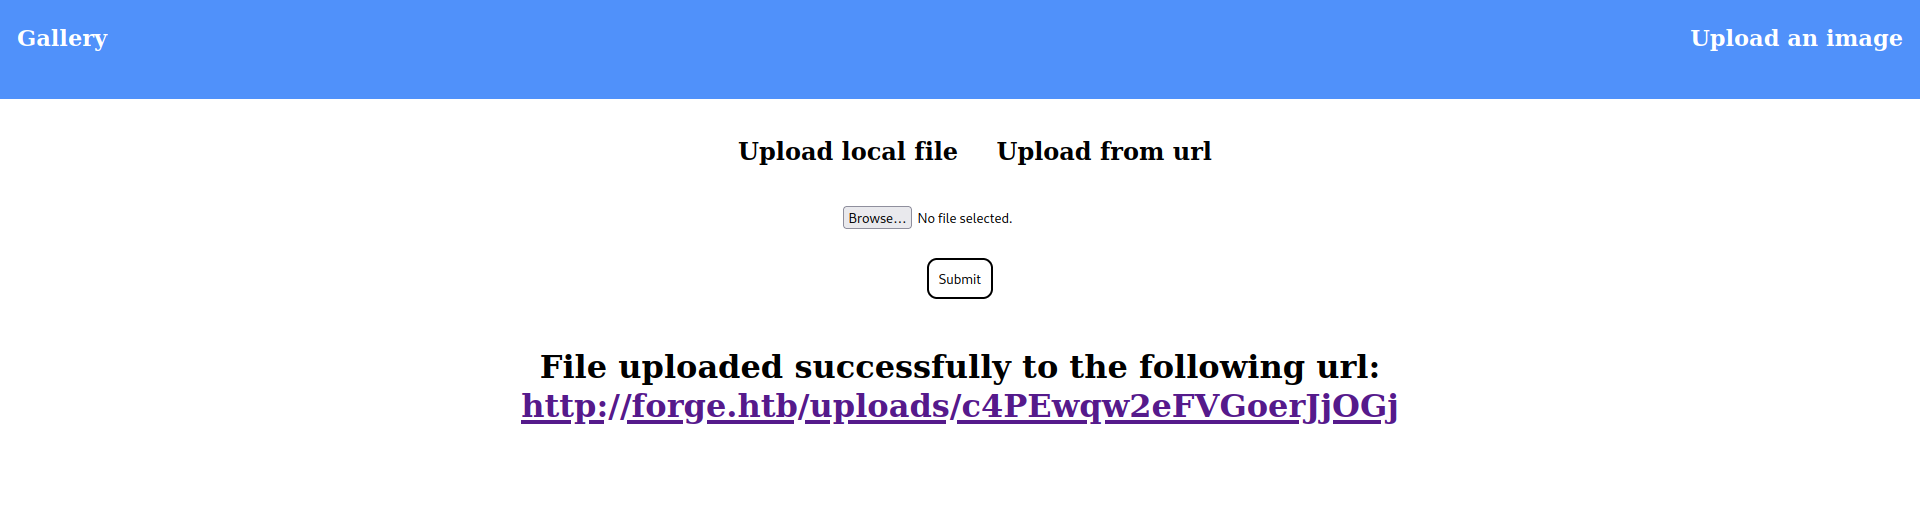 Gallery
Upload an image
Upload local file
Upload from url
Browse...
No file selected.
Submit
File uploaded successfully to the following url:
http://forge.htb/uploads/c4PEwqw2eFVGoerJjOGj